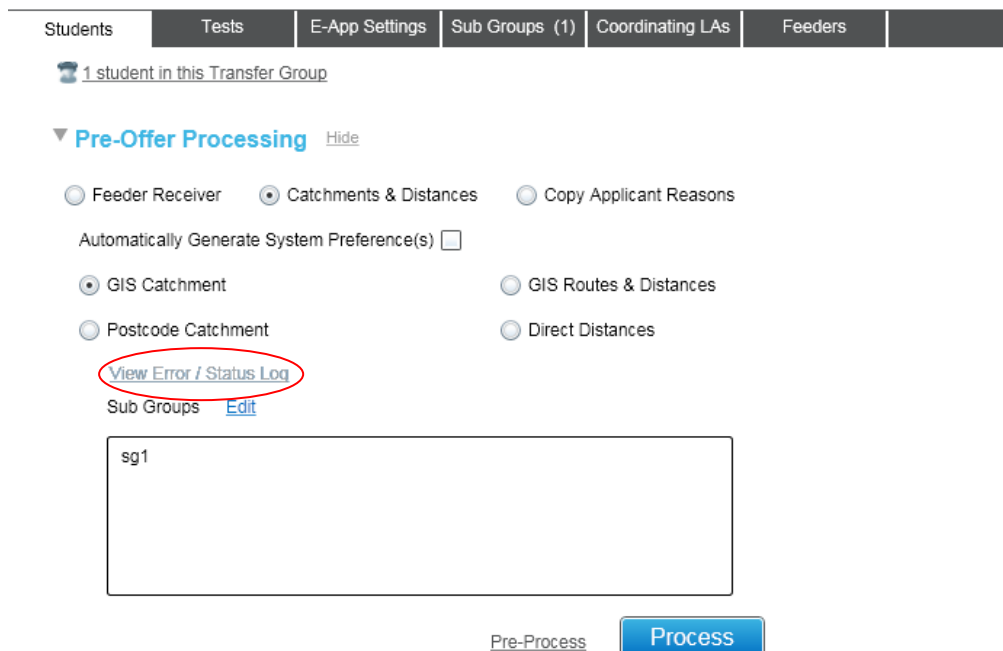 Students Tests E-App Settings Sub Groups (1) Coordinating LAs Feeders
1 student in this Transfer Group
Pre-Offer Processing Hide
Feeder Receiver Catchments & Distances Copy Applicant Reasons
Automatically Generate System Preference(s)
GIS Catchment GIS Routes & Distances
Postcode Catchment Direct Distances
View Error / Status Log
Sub Groups Edit
sg1
Pre-Process Process